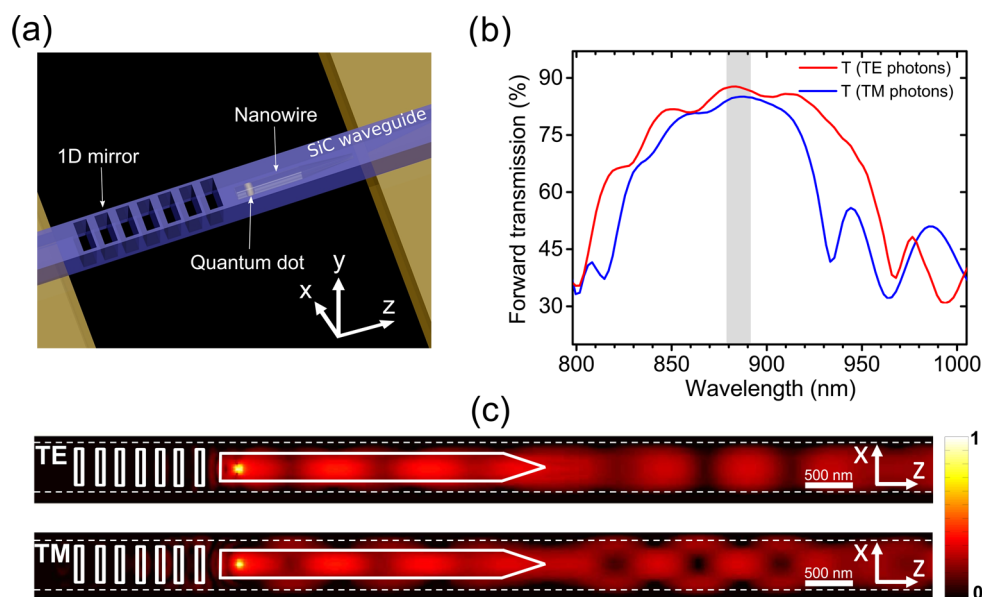 (a)
1D mirror
Nanowire
SiC waveguide
Quantum dot
x
y
z
(b)
Forward transmission (%)
90
75
60
45
30
T (TE photons)
T (TM photons)
800
850
900
950
1000
Wavelength (nm)
(c)
TE
500 nm
X
Z
TM
500 nm
X
Z
1
0